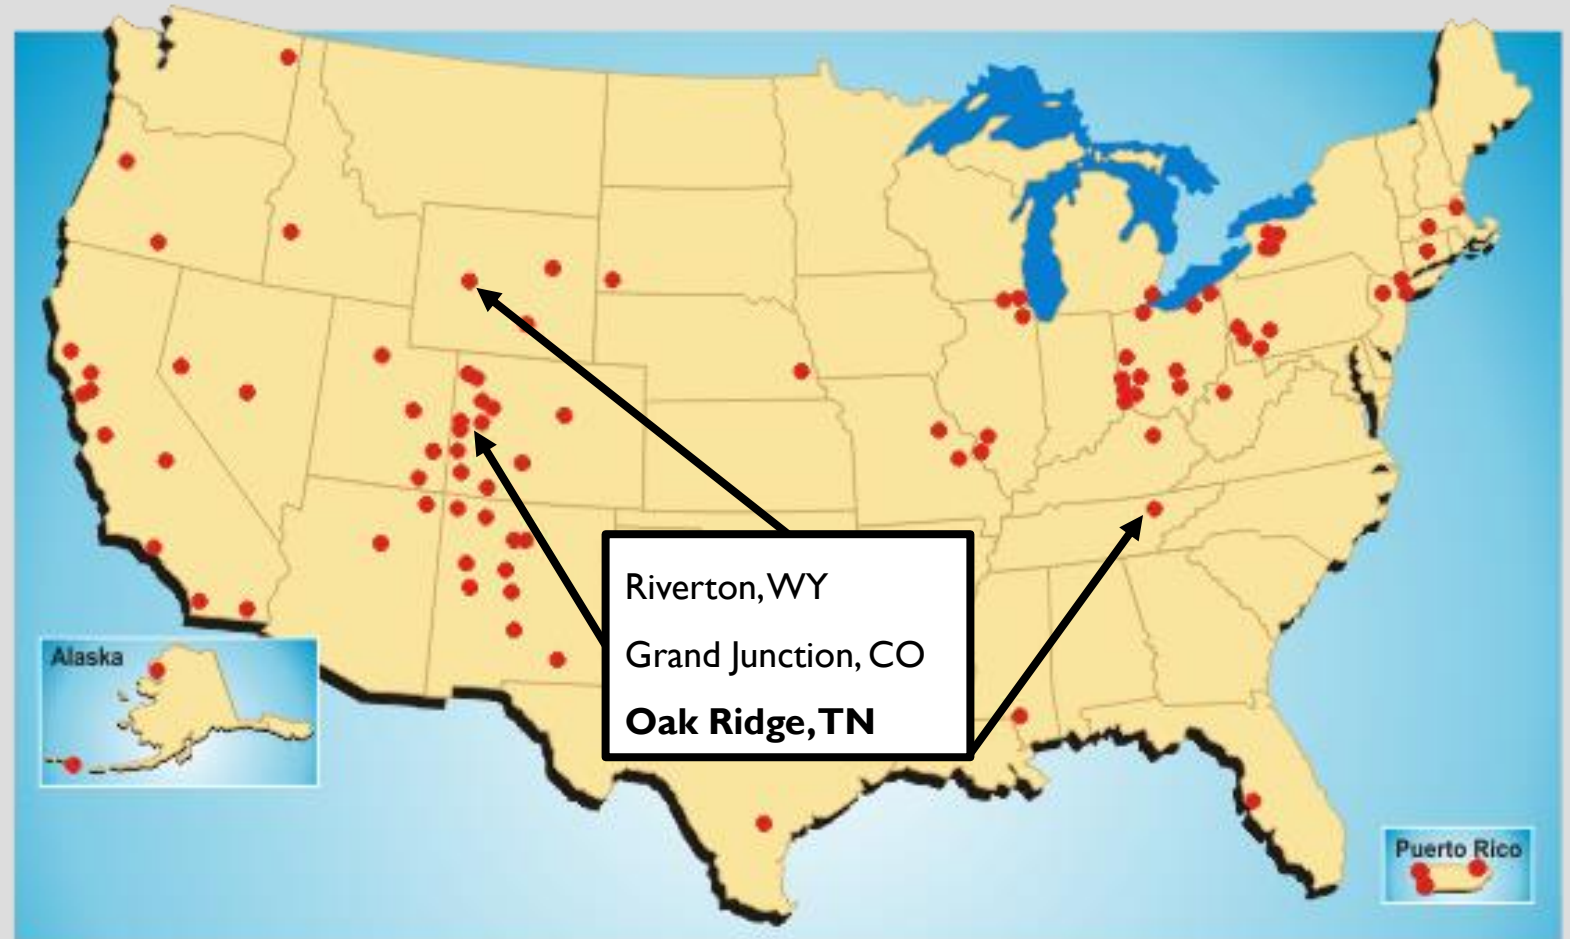 Riverton, WY
Grand Junction, CO
Oak Ridge, TN
Alaska
Puerto Rico